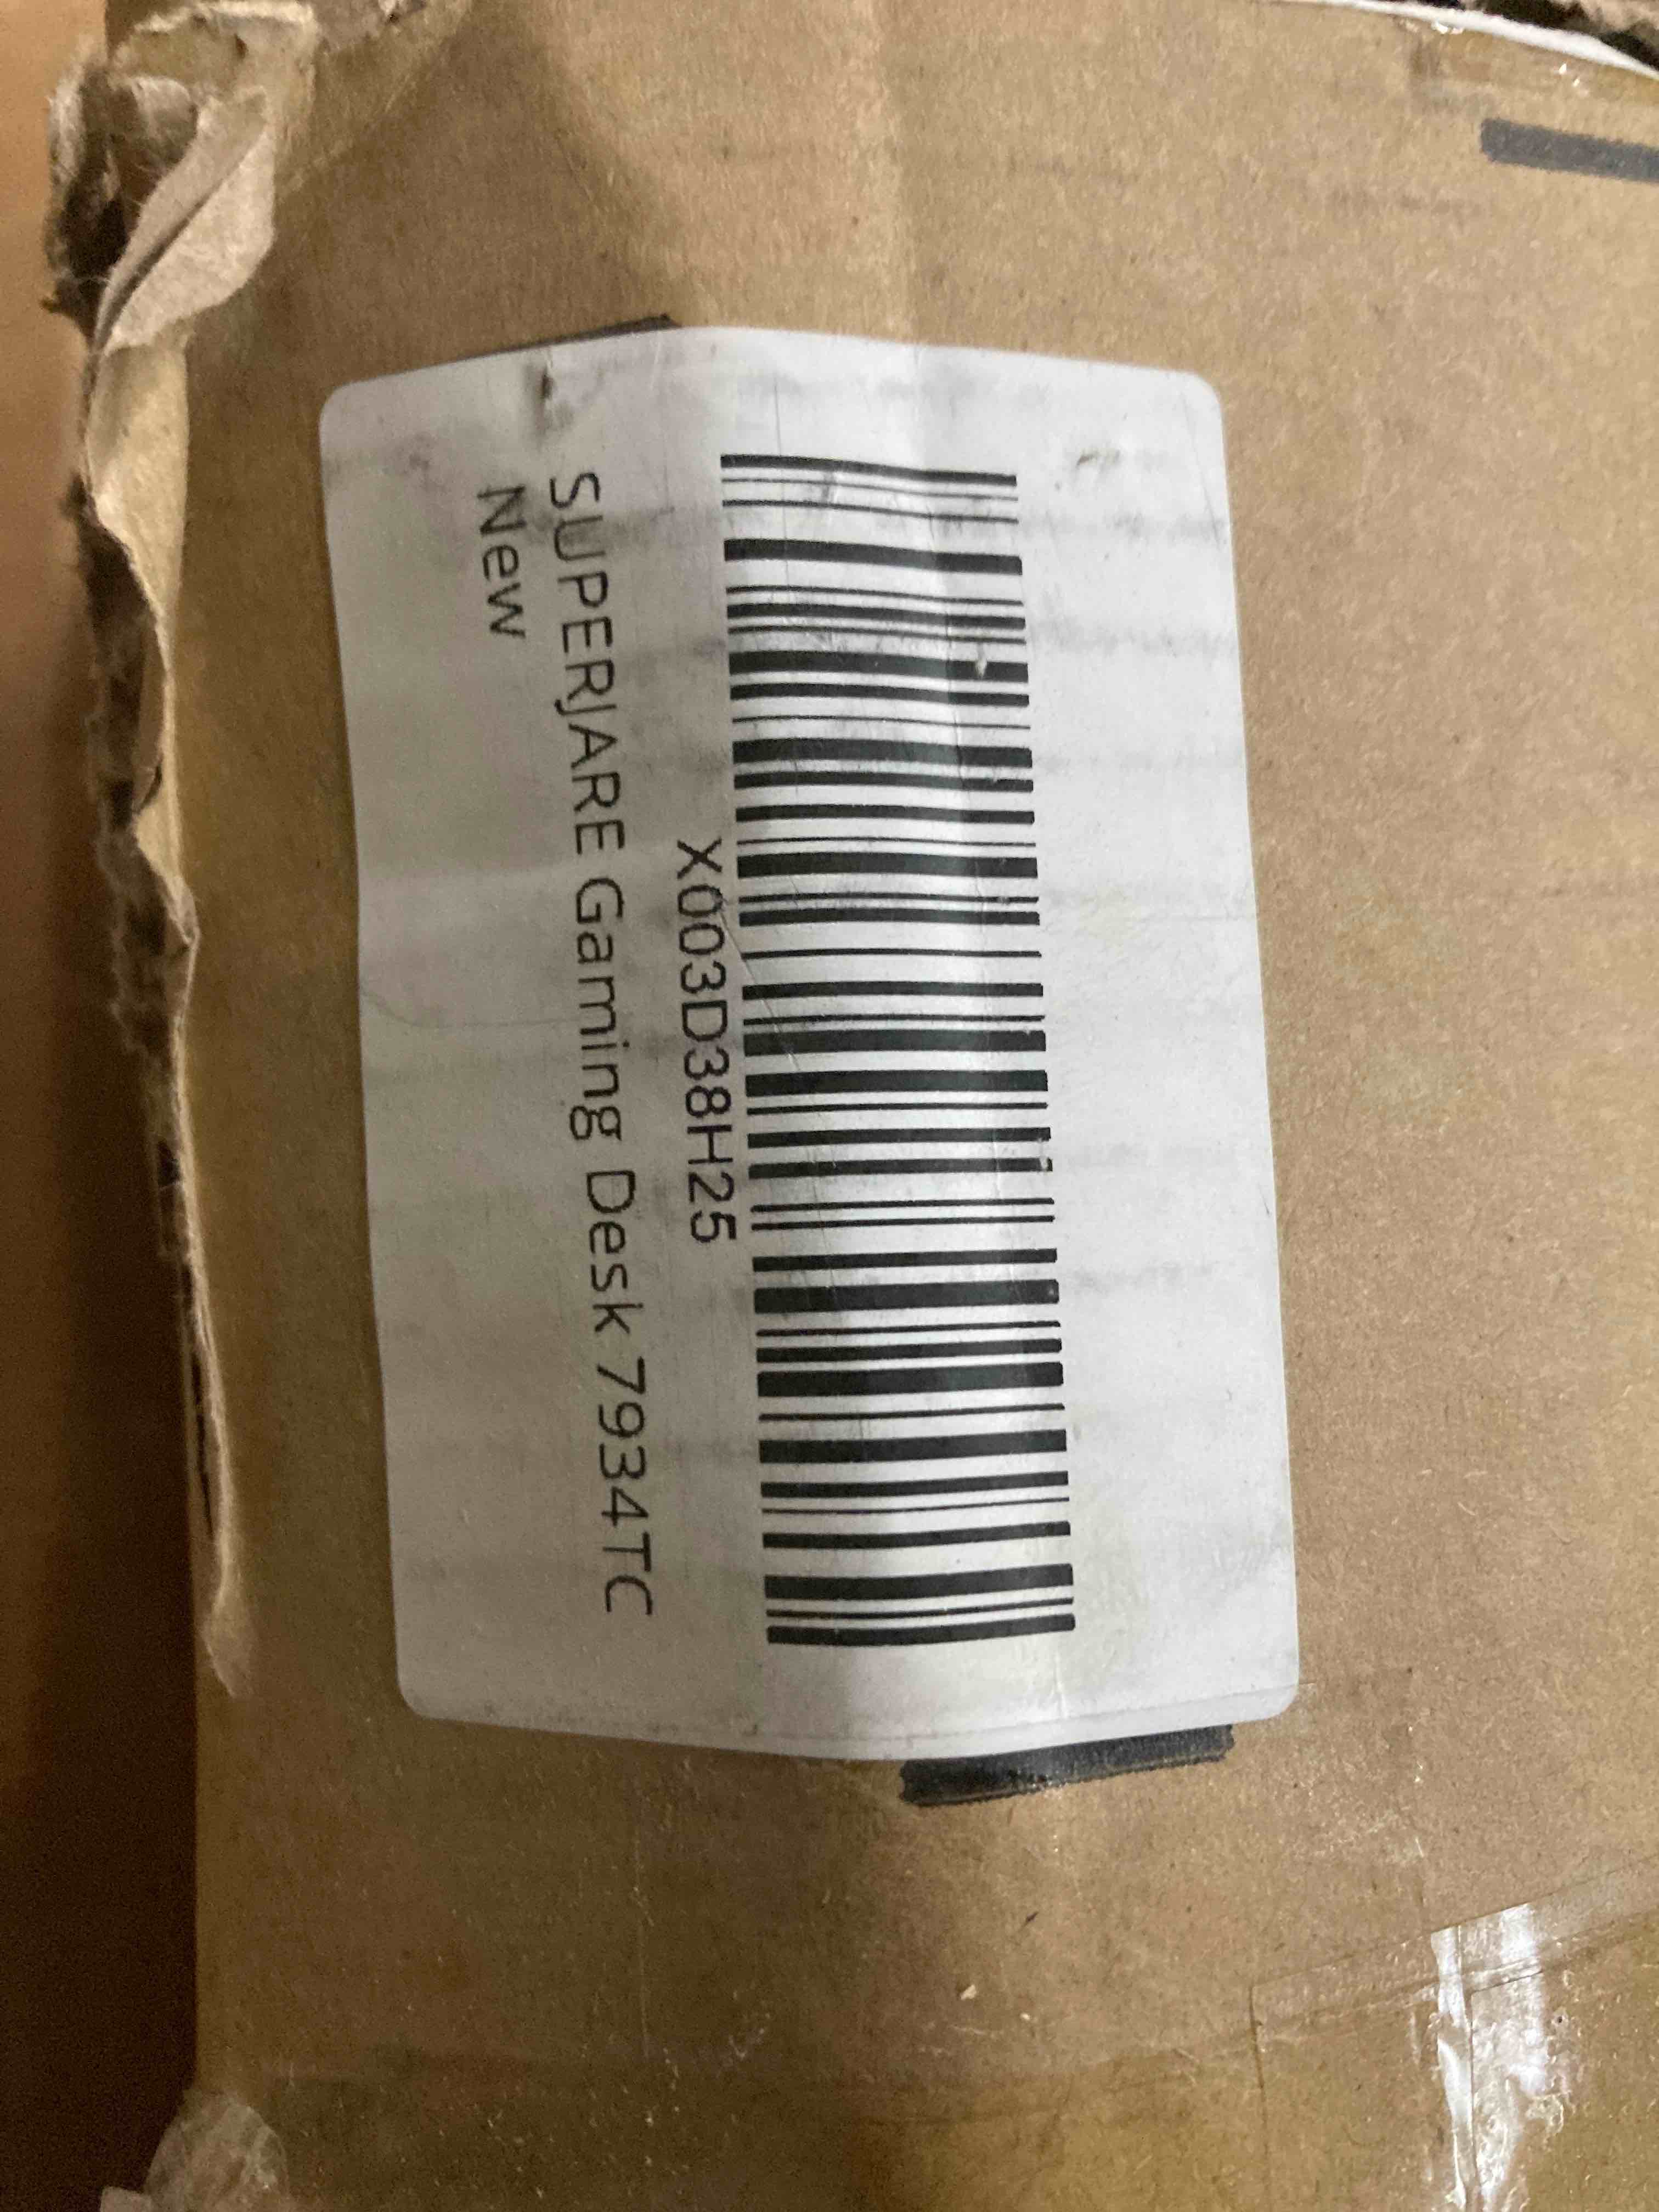 X003D38H25
SUPERJARE Gaming Desk 7934TC
New